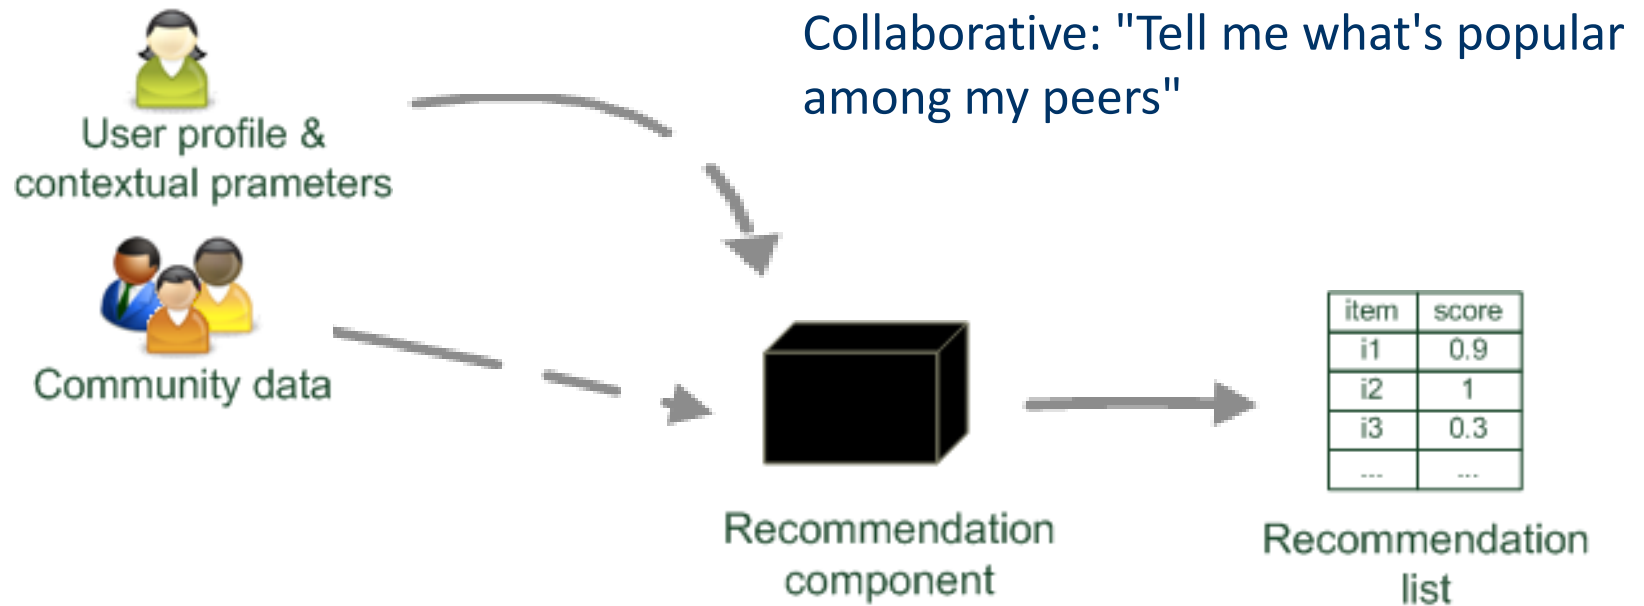 Collaborative: "Tell me what's popular
among my peers"
User profile &
contextual prameters
Community data
item score
i1 0.9
i2 1
i3 0.3
... ...
Recommendation
component
Recommendation
list